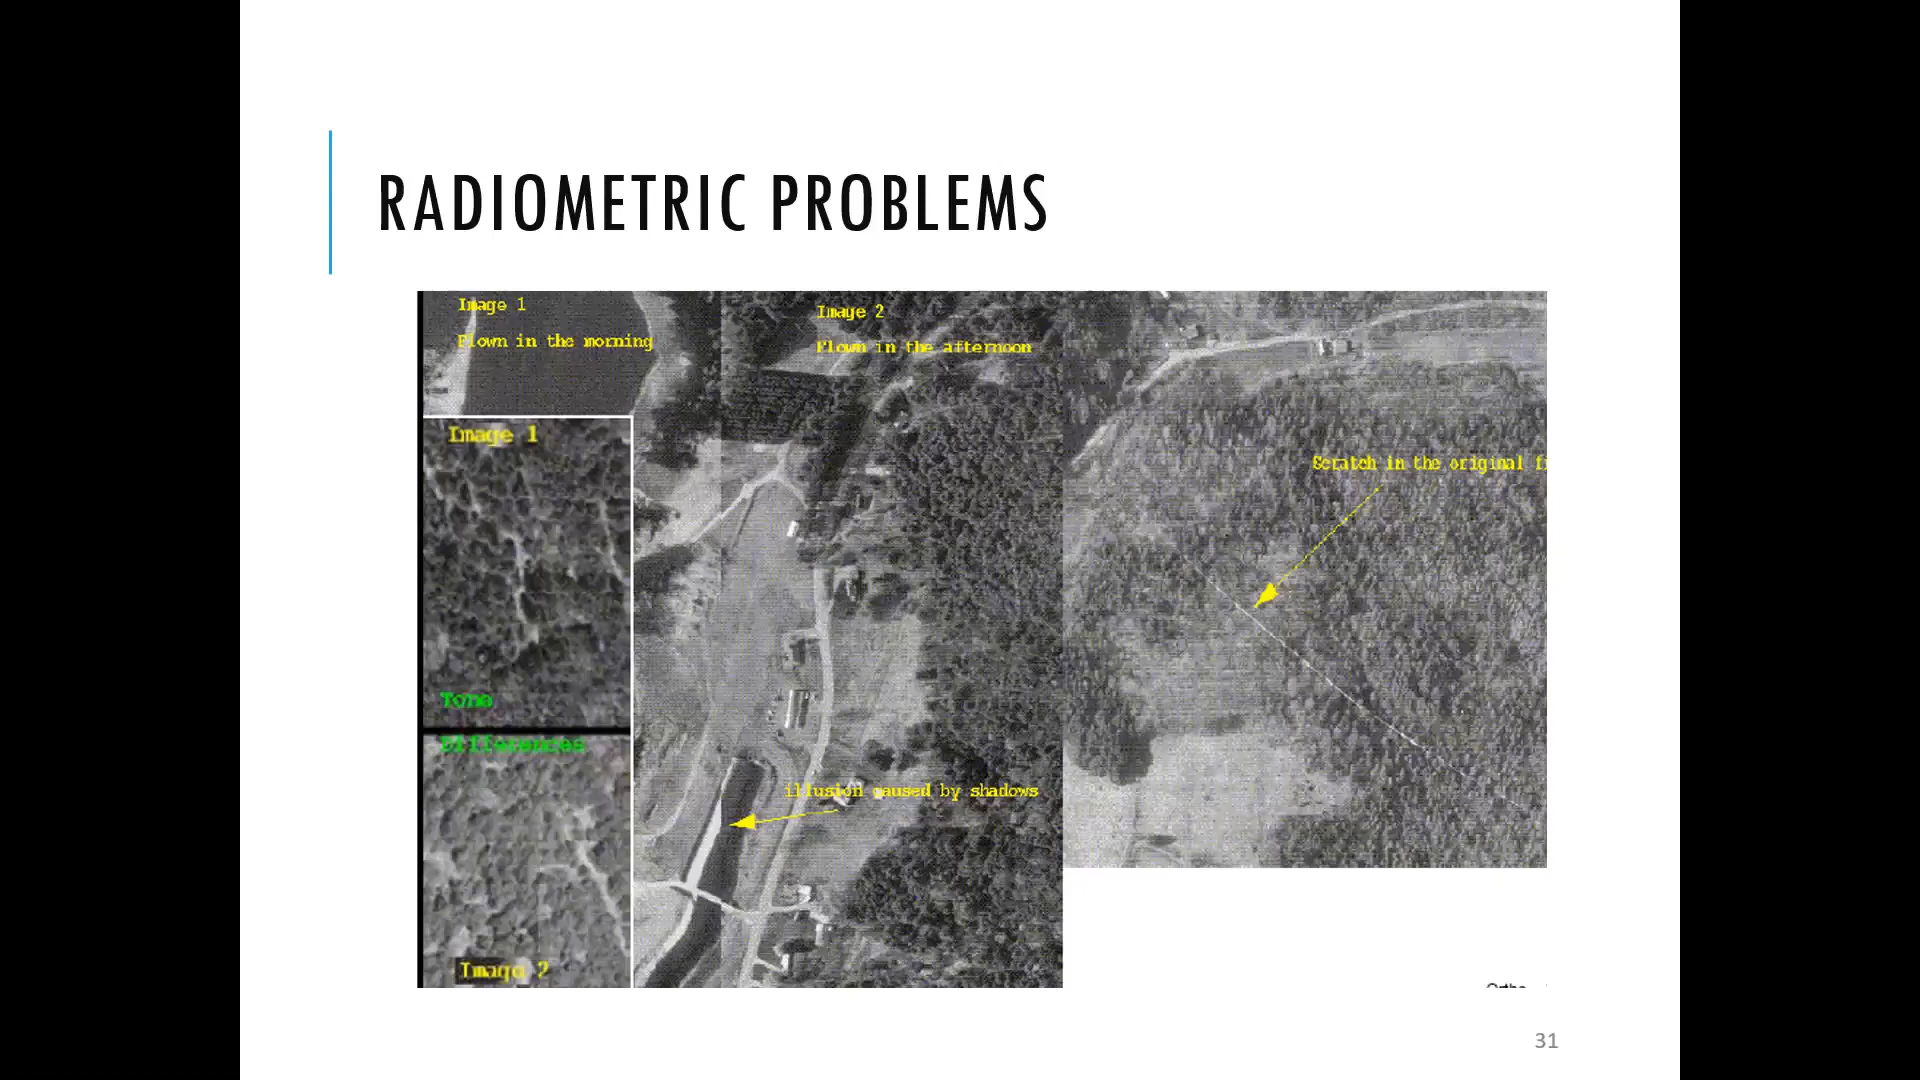 RADIOMETRIC PROBLEMS
Image 1
Flown in the morning
Image 2
Flown in the afternoon
Image 1
Tone
Differences
Image 2
illusion caused by shadows
Scratch in the original
31